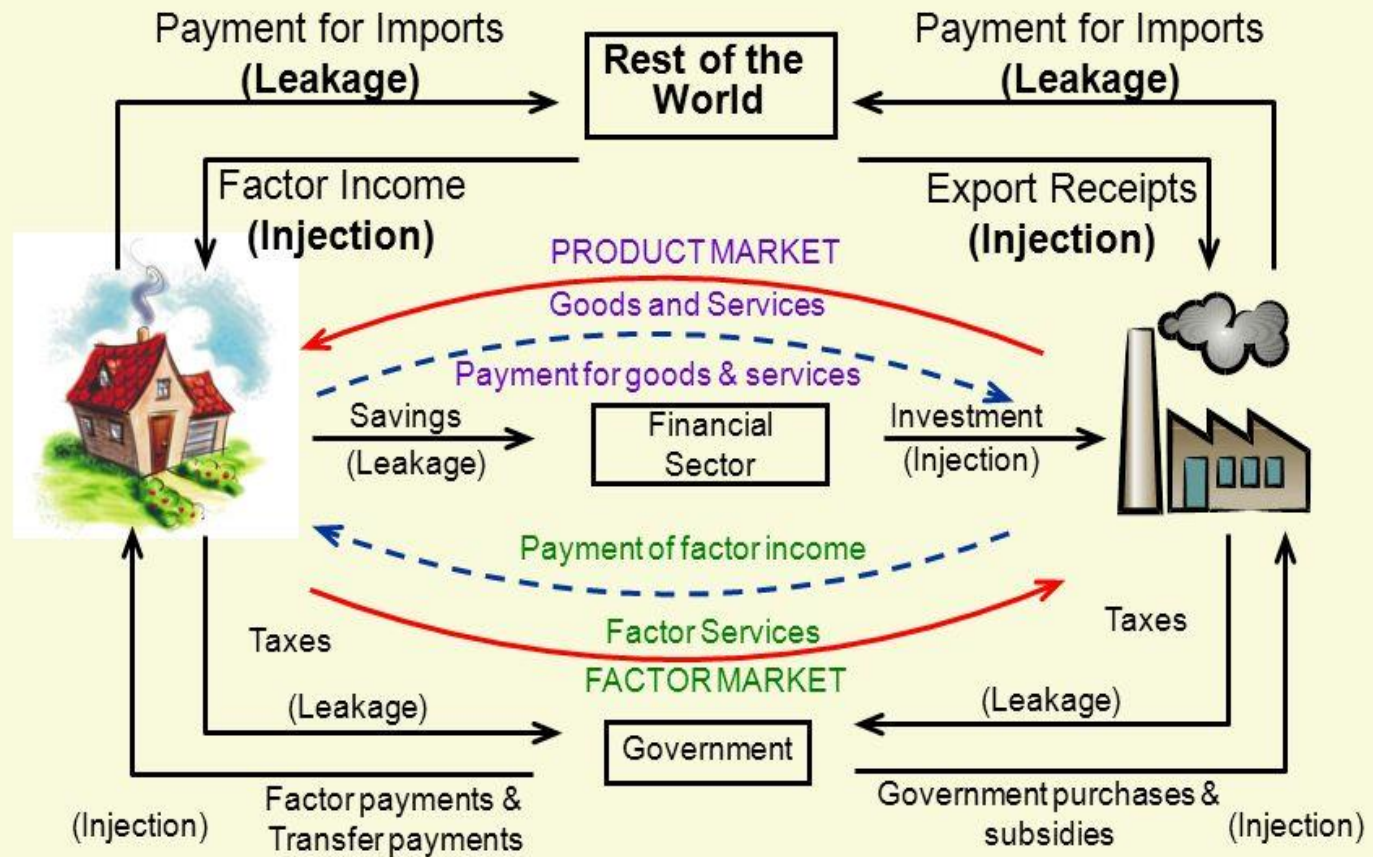 Payment for Imports
(Leakage)
Rest of the
World
Payment for Imports
(Leakage)
Factor Income
(Injection)
Export Receipts
(Injection)
PRODUCT MARKET
Goods and Services
Payment for goods & services
Savings
(Leakage)
Financial
Sector
Investment
(Injection)
Payment of factor income
Factor Services
FACTOR MARKET
Taxes
(Leakage)
Taxes
(Leakage)
Government
(Injection)
Factor payments &
Transfer payments
Government purchases &
subsidies
(Injection)